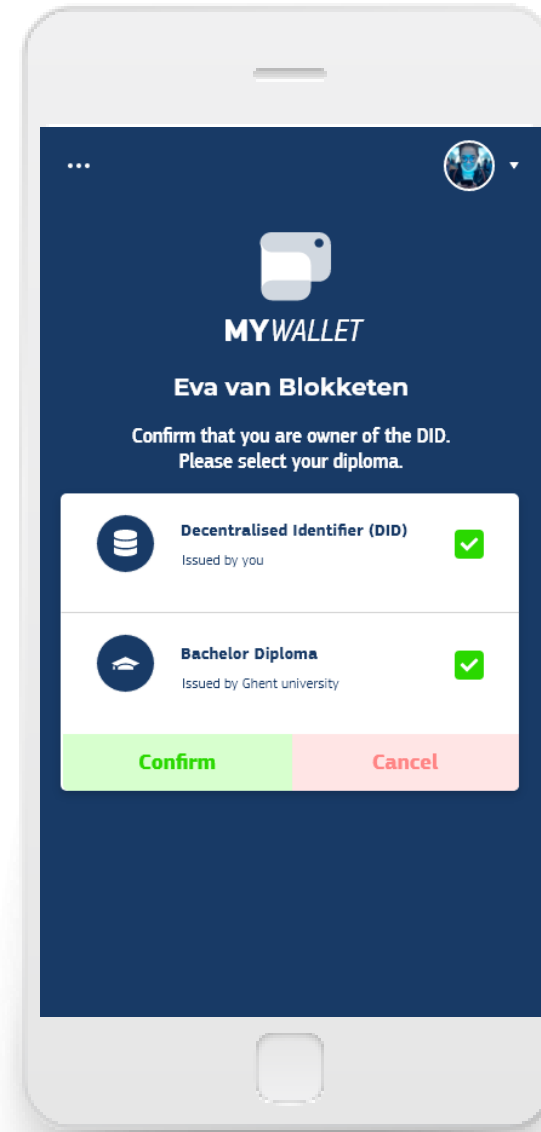 MYWALLET
Eva van Blokketen
Confirm that you are owner of the DID.
Please select your diploma.
Decentralised Identifier (DID)
Issued by you
Bachelor Diploma
Issued by Ghent university
Confirm Cancel